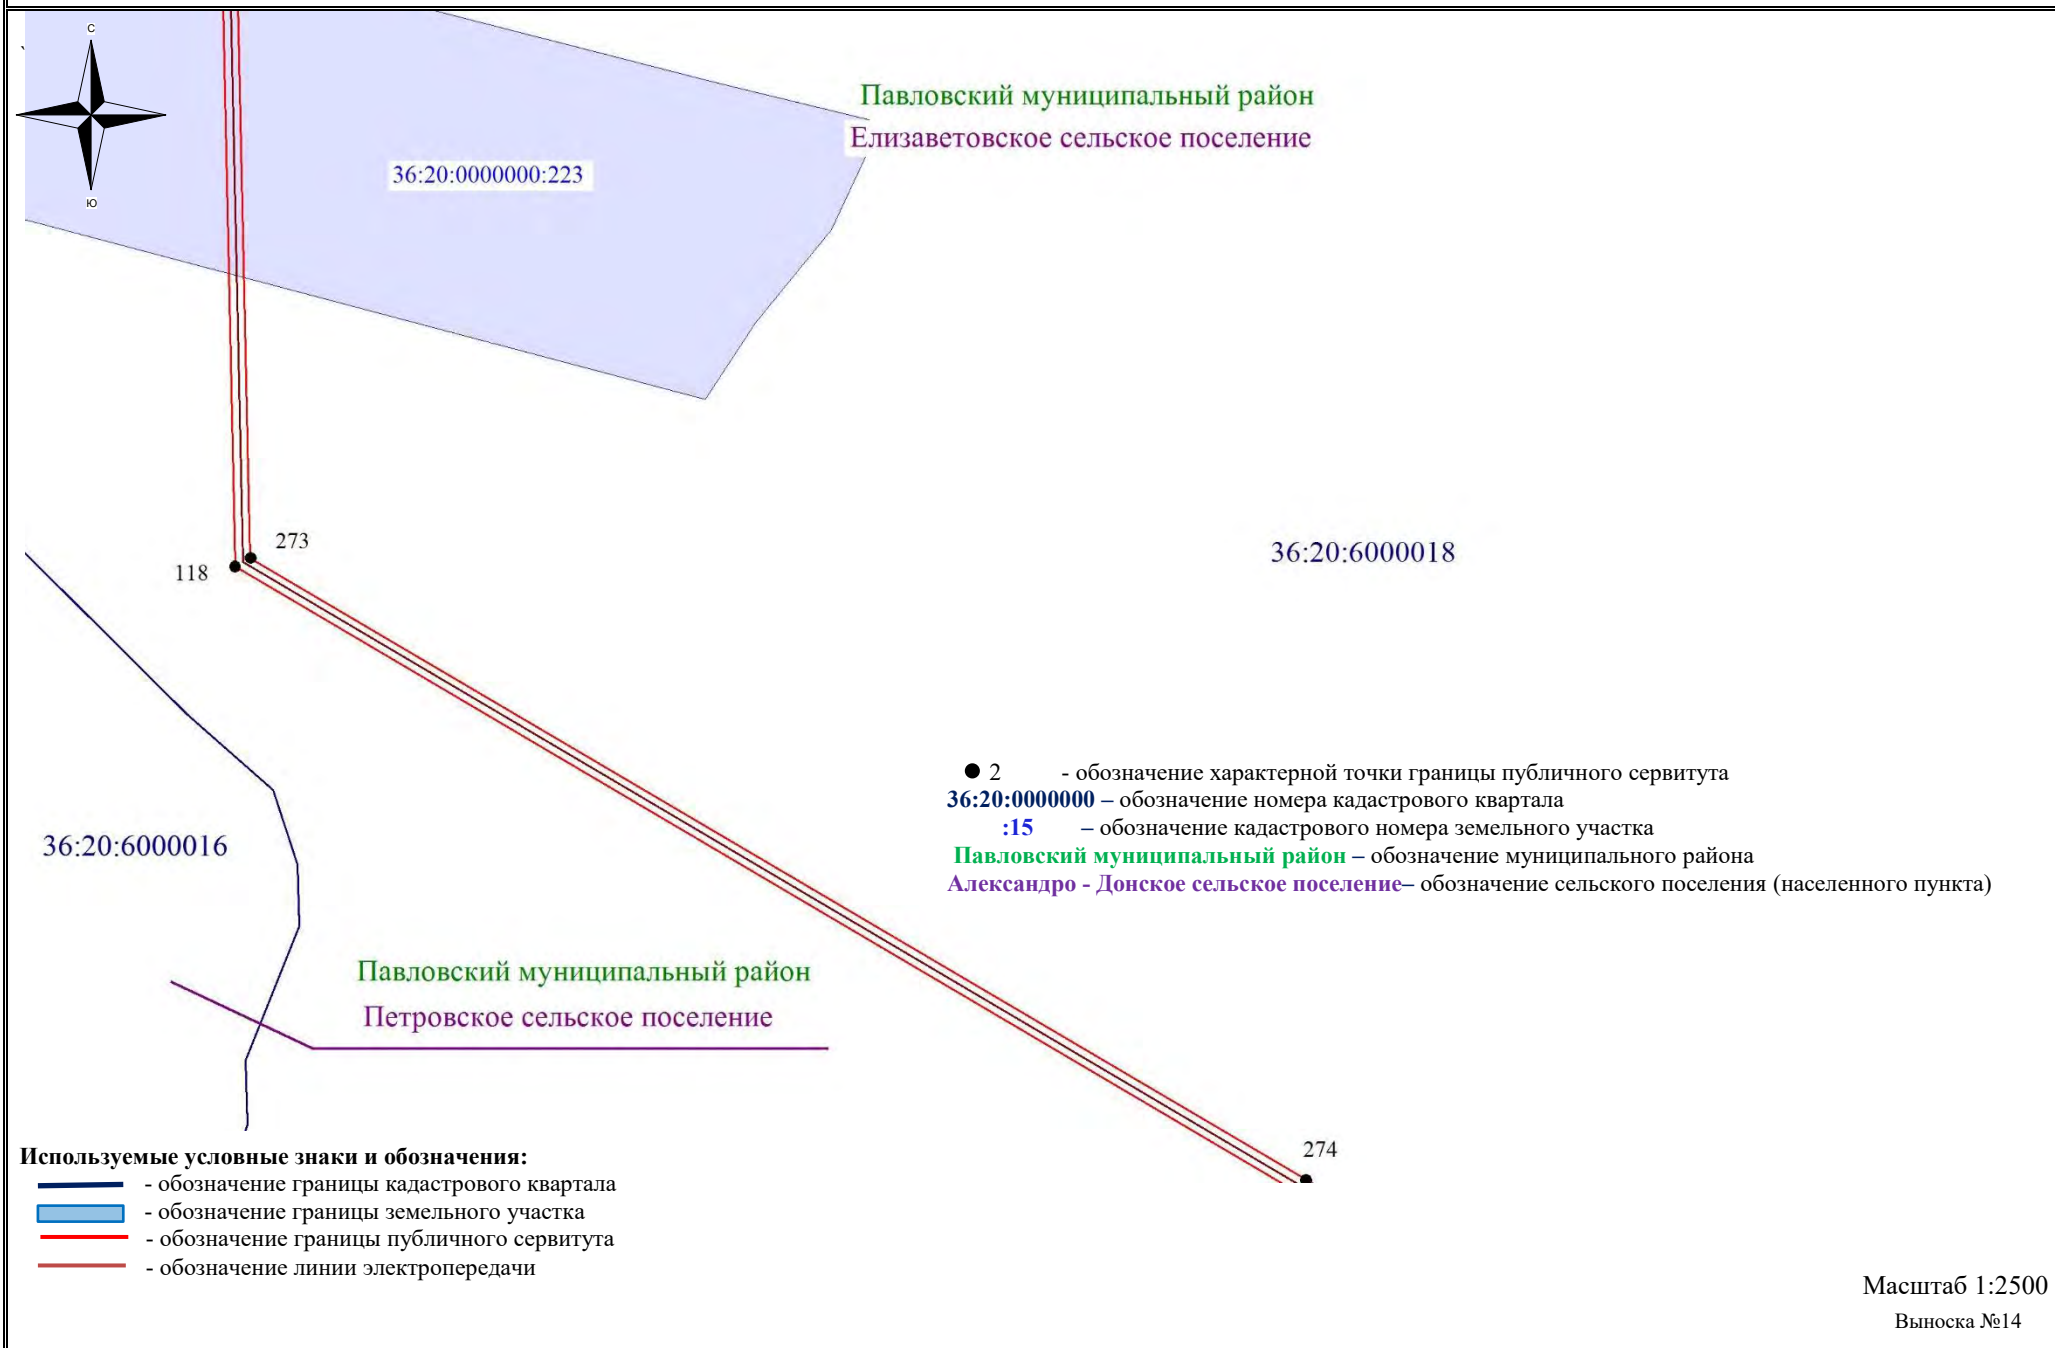 С
Ю
Павловский муниципальный район
Елизаветовское сельское поселение
36:20:0000000:223
273
118
36:20:6000018
● 2 - обозначение характерной точки границы публичного сервитута
36:20:0000000 – обозначение номера кадастрового квартала
:15 – обозначение кадастрового номера земельного участка
Павловский муниципальный район – обозначение муниципального района
Александро - Донское сельское поселение– обозначение сельского поселения (населенного пункта)
36:20:6000016
Павловский муниципальный район
Петровское сельское поселение
274
Используемые условные знаки и обозначения:
- обозначение границы кадастрового квартала
- обозначение границы земельного участка
- обозначение границы публичного сервитута
- обозначение линии электропередачи
Масштаб 1:2500
Выноска №14